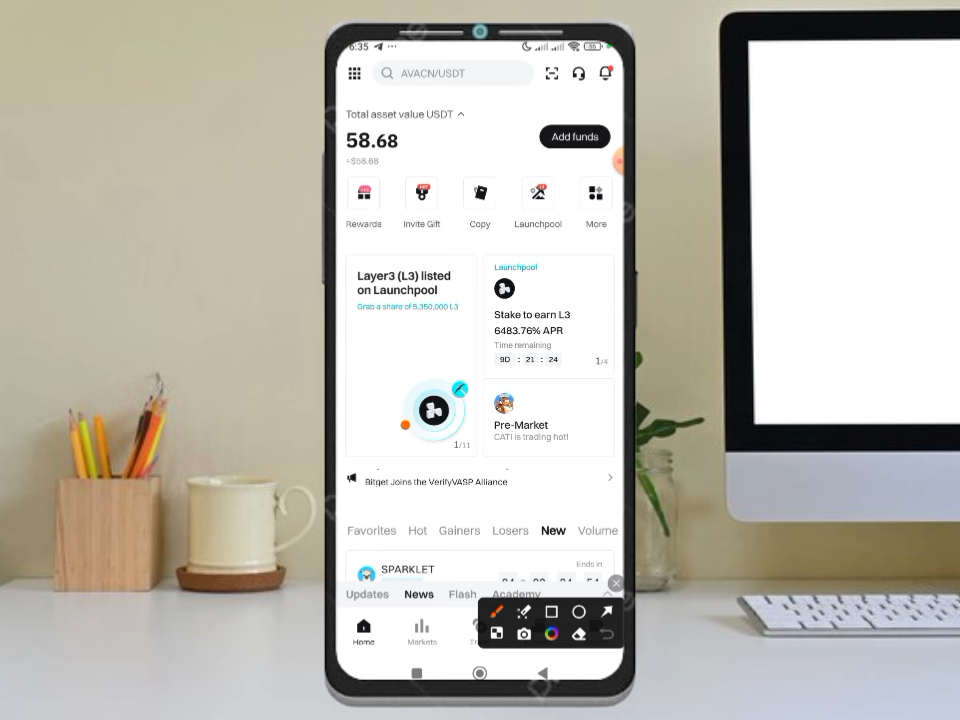 6:35
AVACN/USDT
Total asset value USDT
58.68
Add funds
≈$58.68
Rewards
Invite Gift
Copy
Launchpool
More
Layer3 (L3) listed
on Launchpool
Grab a share of 5,350,000 L3
1/11
Launchpool
Stake to earn L3
6483.76% APR
Time remaining
9D : 21 : 24
1/4
Pre-Market
CATI is trading hot!
Bitget Joins the VerifyVASP Alliance
Favorites Hot Gainers Losers New Volume
SPARKLET
Ends in
Updates News Flash Academy
Home
Markets